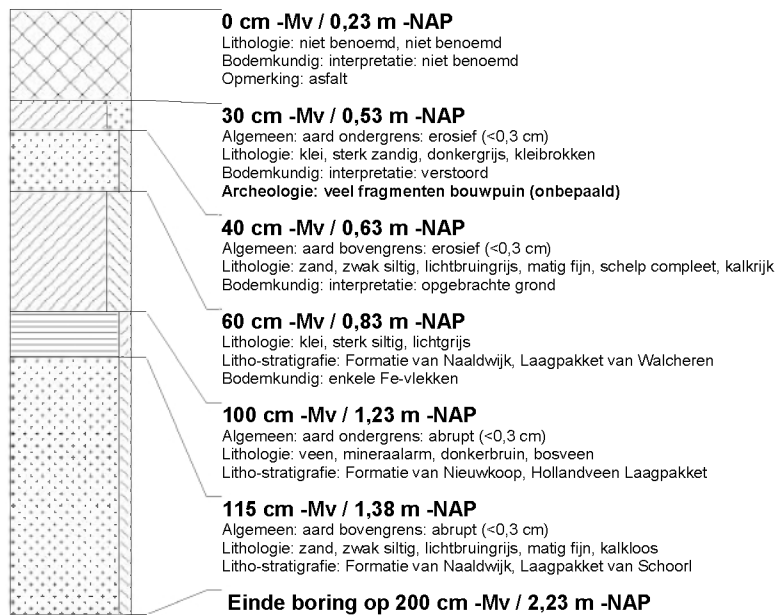 0 cm -Mv / 0,23 m -NAP
Lithologie: niet benoemd, niet benoemd
Bodemkundig: interpretatie: niet benoemd
Opmerking: asfalt
30 cm -Mv / 0,53 m -NAP
Algemeen: aard ondergrens: erosief (<0,3 cm)
Lithologie: klei, sterk zandig, donkergrijs, kleibrokken
Bodemkundig: interpretatie: verstoord
Archeologie: veel fragmenten bouwpuin (onbepaald)
40 cm -Mv / 0,63 m -NAP
Algemeen: aard bovengrens: erosief (<0,3 cm)
Lithologie: zand, zwak siltig, lichtbruingrijs, matig fijn, schelp compleet, kalkrijk
Bodemkundig: interpretatie: opgebrachte grond
60 cm -Mv / 0,83 m -NAP
Lithologie: klei, sterk siltig, lichtgrijs
Litho-stratigrafie: Formatie van Naaldwijk, Laagpakket van Walcheren
Bodemkundig: enkele Fe-vlekken
100 cm -Mv / 1,23 m -NAP
Algemeen: aard ondergrens: abrupt (<0,3 cm)
Lithologie: veen, mineraalarm, donkerbruin, bosveen
Litho-stratigrafie: Formatie van Nieuwkoop, Hollandveen Laagpakket
115 cm -Mv / 1,38 m -NAP
Algemeen: aard bovengrens: abrupt (<0,3 cm)
Lithologie: zand, zwak siltig, lichtbruingrijs, matig fijn, kalkloos
Litho-stratigrafie: Formatie van Naaldwijk, Laagpakket van Schoorl
Einde boring op 200 cm -Mv / 2,23 m -NAP